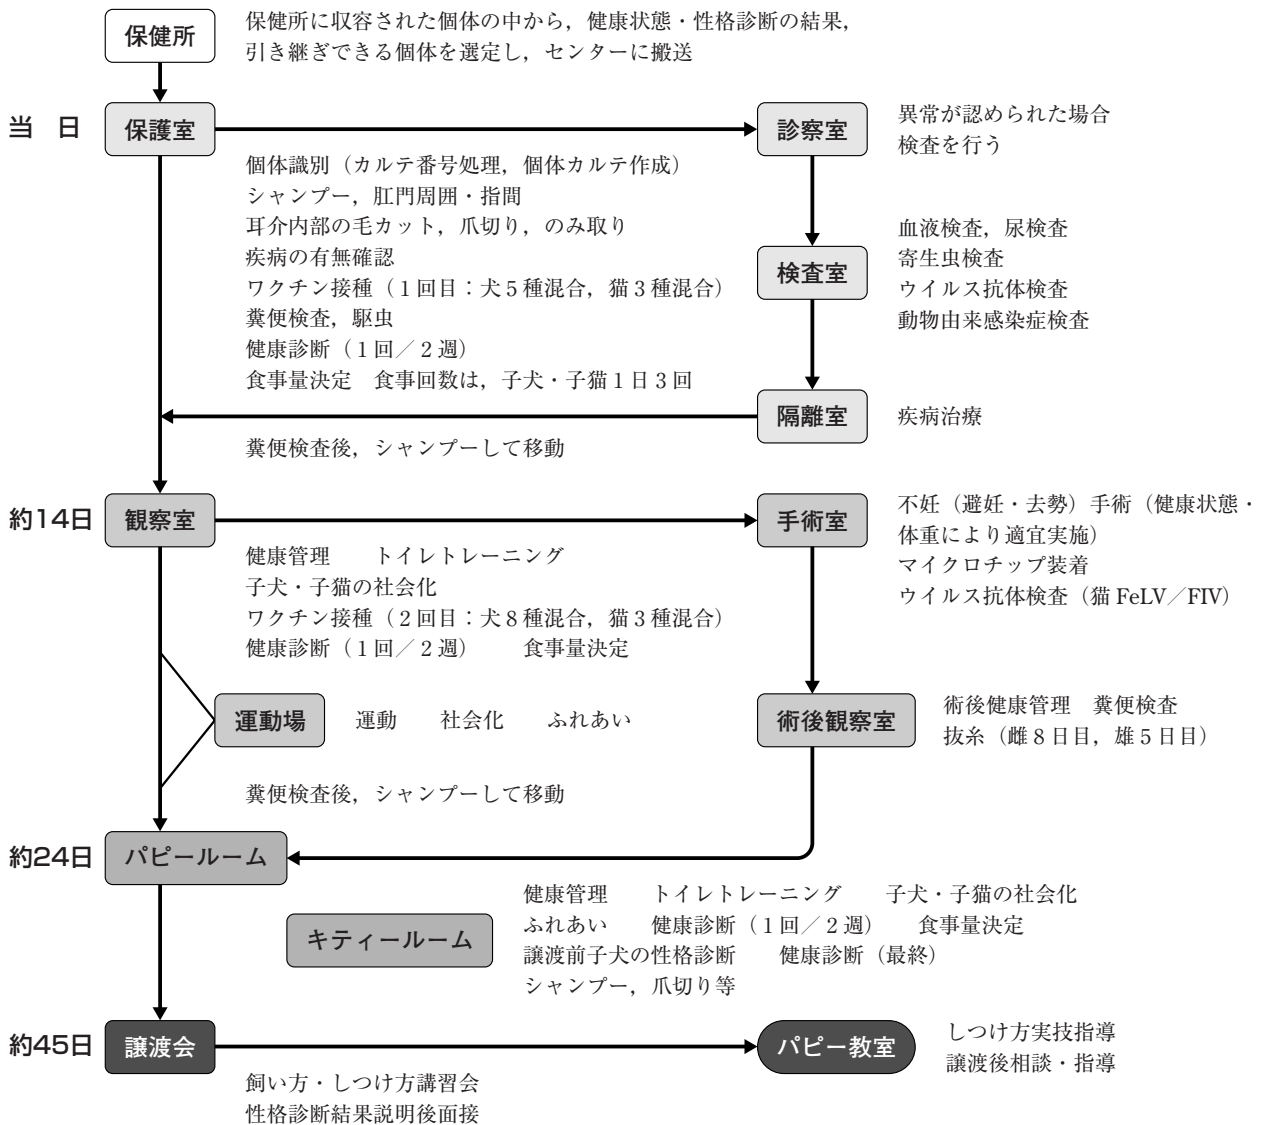 保健所
保健所に収容された個体の中から，健康状態・性格診断の結果，
引き継ぎできる個体を選定し，センターに搬送
当　日
保護室
診察室
異常が認められた場合
検査を行う
個体識別（カルテ番号処理，個体カルテ作成）
シャンプー，肛門周囲・指間
耳介内部の毛カット，爪切り，のみ取り
疾病の有無確認
ワクチン接種（１回目：犬５種混合，猫３種混合）
糞便検査，駆虫
健康診断（１回／２週）
食事量決定　食事回数は，子犬・子猫１日３回
検査室
血液検査，尿検査
寄生虫検査
ウイルス抗体検査
動物由来感染症検査
隔離室
疾病治療
糞便検査後，シャンプーして移動
約14日
観察室
手術室
不妊（避妊・去勢）手術（健康状態・
体重により適宜実施）
マイクロチップ装着
ウイルス抗体検査（猫 FeLV／FIV）
健康管理　　トイレトレーニング
子犬・子猫の社会化
ワクチン接種（２回目：犬８種混合，猫３種混合）
健康診断（１回／２週）　　食事量決定
運動場
運動　　社会化　　ふれあい
術後観察室
術後健康管理　糞便検査
抜糸（雌８日目，雄５日目）
糞便検査後，シャンプーして移動
約24日
パピールーム
キティールーム
健康管理　　トイレトレーニング　　子犬・子猫の社会化
ふれあい　　健康診断（１回／２週）　　食事量決定
譲渡前子犬の性格診断　　健康診断（最終）
シャンプー，爪切り等
約45日
譲渡会
パピー教室
しつけ方実技指導
譲渡後相談・指導
飼い方・しつけ方講習会
性格診断結果説明後面接